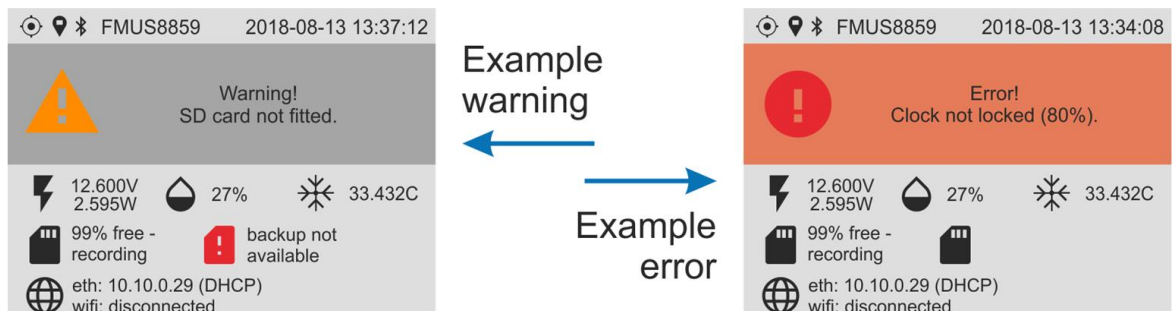 FMUS8859 2018-08-13 13:37:12
Warning!
SD card not fitted.
12.600V
2.595W
27%
33.432C
99% free -
recording
backup not
available
eth: 10.10.0.29 (DHCP)
wifi: disconnected
Example
warning
Example
error
FMUS8859 2018-08-13 13:34:08
Error!
Clock not locked (80%).
12.600V
2.595W
27%
33.432C
99% free -
recording
eth: 10.10.0.29 (DHCP)
wifi: disconnected